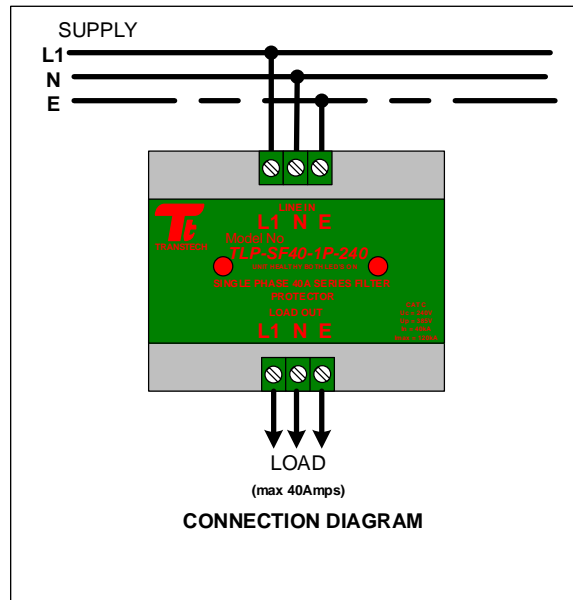 SUPPLY
L1
N
E
LINE IN
L1 N E
TRANSTECH
Model No
TLP-SF40-1P-240
SINGLE PHASE 40A SERIES FILTER
PROTECTOR
LOAD OUT
L1 N E
LOAD
(max 40Amps)
CONNECTION DIAGRAM